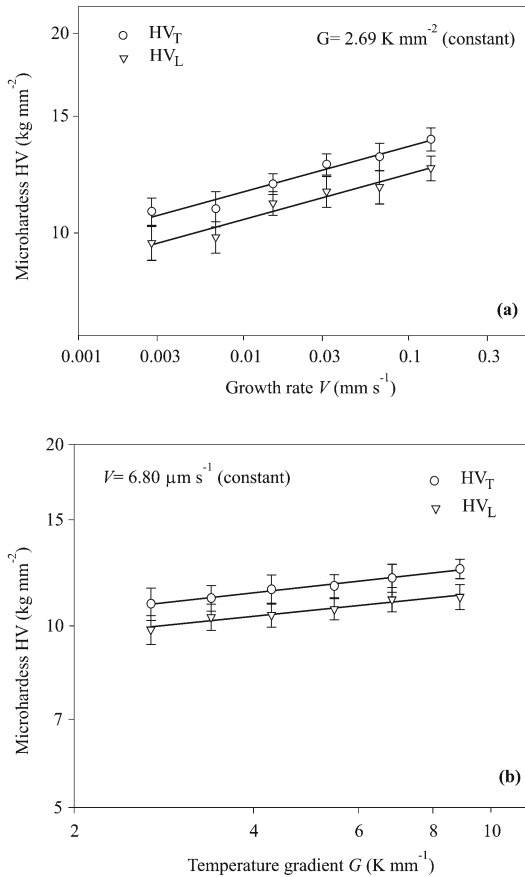 20
HV_T
HV_L
G= 2.69 K mm⁻² (constant)
15
10
Microhardess HV (kg mm⁻²)
(a)
0.001 0.003 0.01 0.03 0.1 0.3
Growth rate V (mm s⁻¹)
20
V= 6.80 μm s⁻¹ (constant)
HV_T
HV_L
15
10
7
5
Microhardess HV (kg mm⁻²)
(b)
2 4 6 8 10
Temperature gradient G (K mm⁻¹)